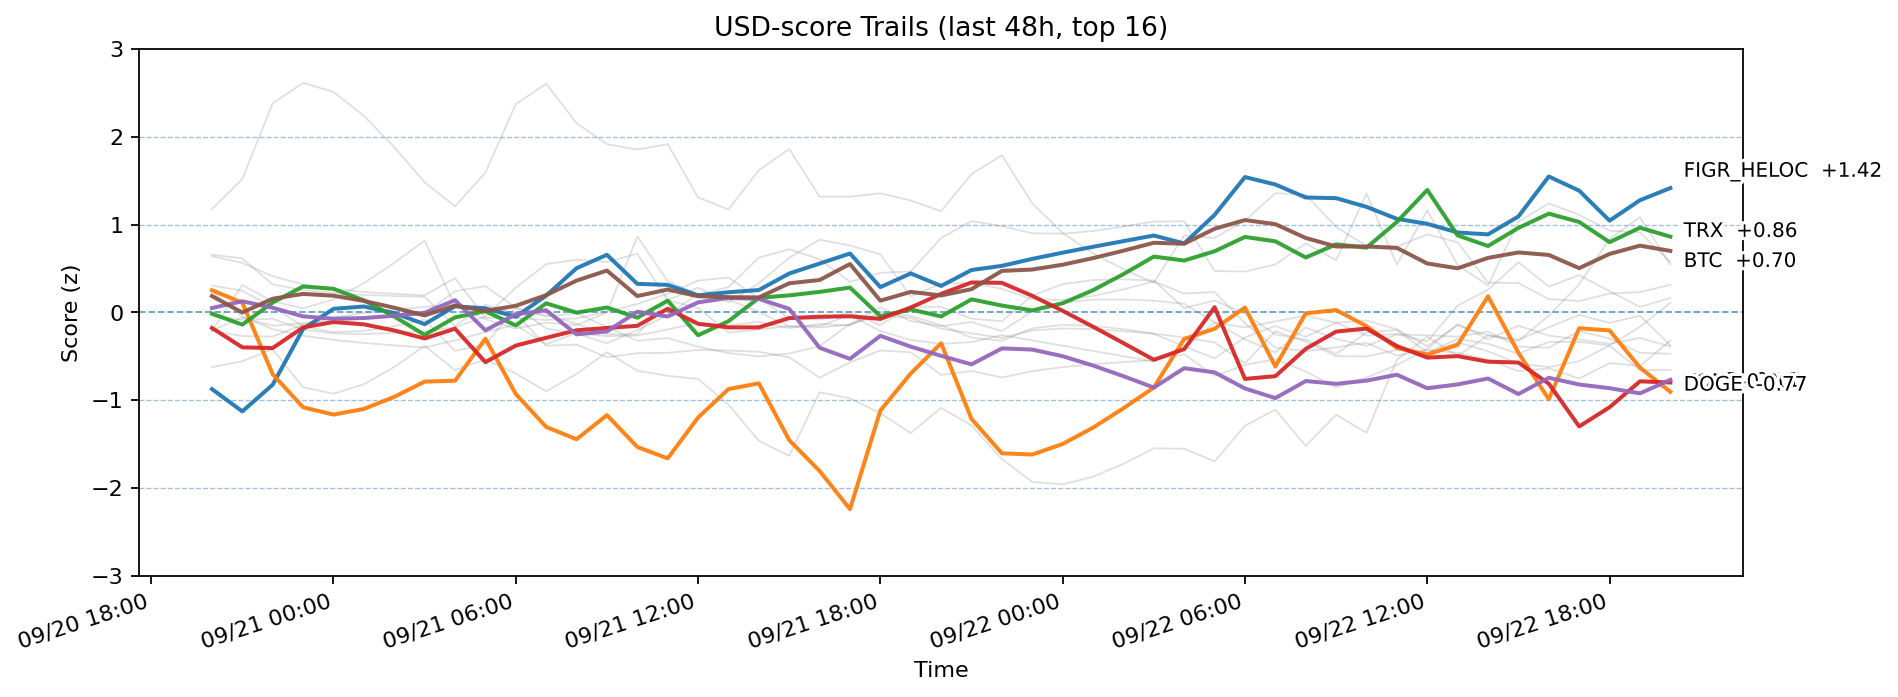 USD-score Trails (last 48h, top 16)
3
2
1
0
−1
−2
−3
Score (z)
FIGR_HELOC +1.42
TRX +0.86
BTC +0.70
DOGE -0.77
09/20 18:00
09/21 00:00
09/21 06:00
09/21 12:00
09/21 18:00
09/22 00:00
09/22 06:00
09/22 12:00
09/22 18:00
Time